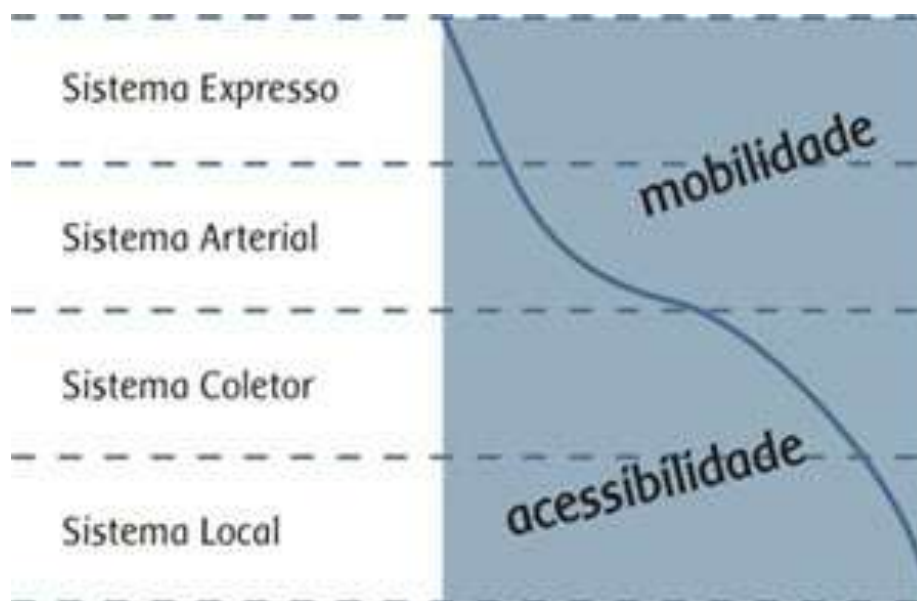 Sistema Expresso
mobilidade
Sistema Arterial
Sistema Coletor
acessibilidade
Sistema Local